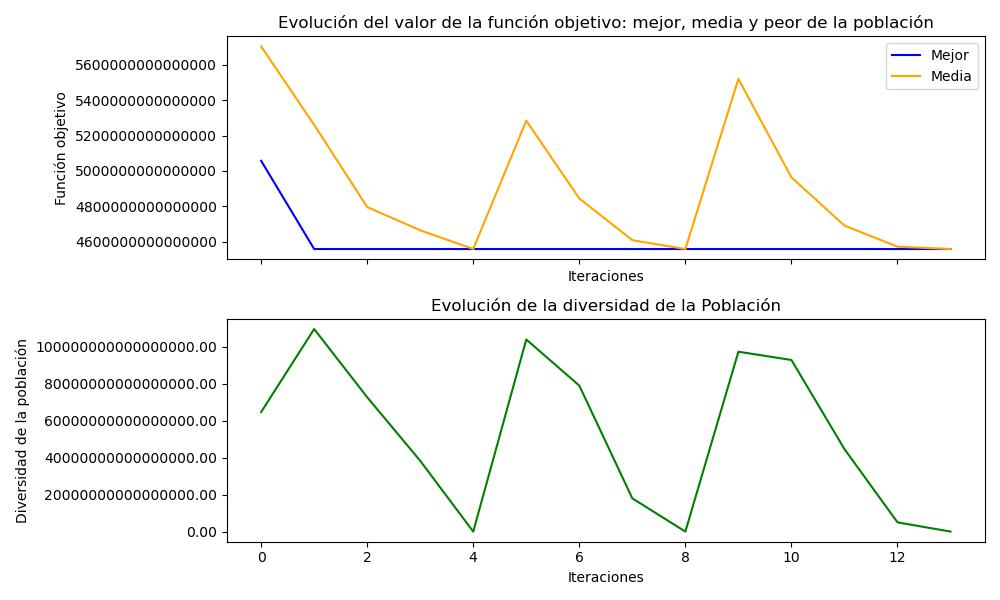 Evolución del valor de la función objetivo: mejor, media y peor de la población
Mejor
Media
Función objetivo
5600000000000000
5400000000000000
5200000000000000
5000000000000000
4800000000000000
4600000000000000
Iteraciones
Evolución de la diversidad de la Población
Diversidad de la población
100000000000000000.00
80000000000000000.00
60000000000000000.00
40000000000000000.00
20000000000000000.00
0.00
0 2 4 6 8 10 12
Iteraciones